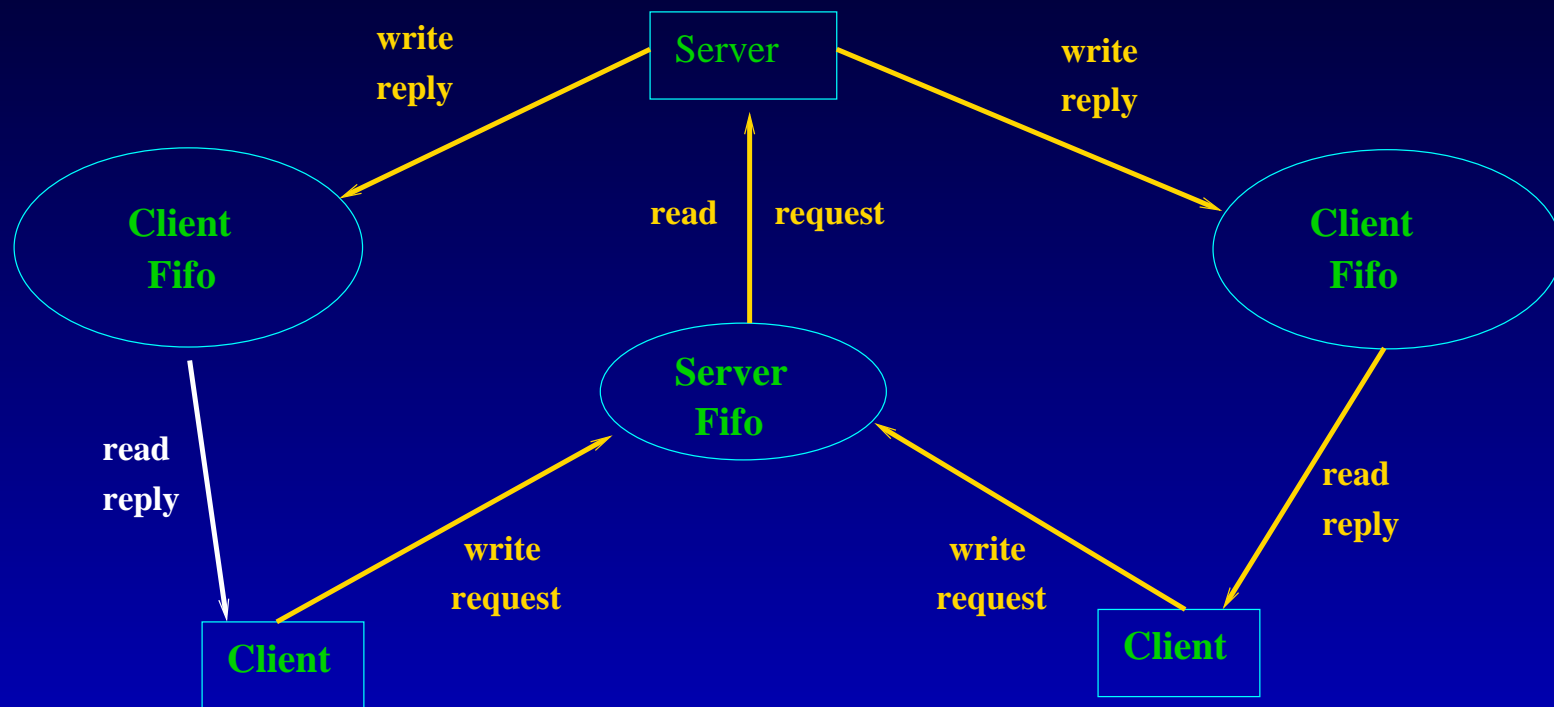 write
reply
Server
write
reply
read request
Client
Fifo
Client
Fifo
Server
Fifo
read
reply
read
reply
write
request
write
request
Client
Client